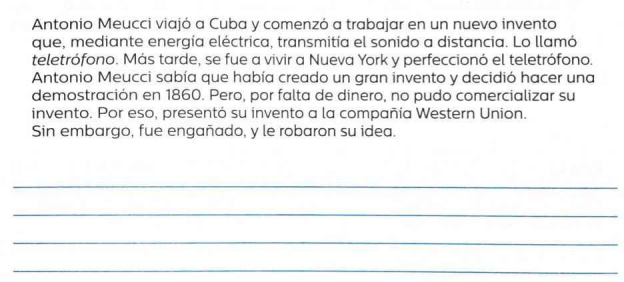 Antonio Meucci viajó a Cuba y comenzó a trabajar en un nuevo invento
que, mediante energía eléctrica, transmitía el sonido a distancia. Lo llamó
teletrófono. Más tarde, se fue a vivir a Nueva York y perfeccionó el teletrófono.
Antonio Meucci sabía que había creado un gran invento y decidió hacer una
demostración en 1860. Pero, por falta de dinero, no pudo comercializar su
invento. Por eso, presentó su invento a la compañía Western Union.
Sin embargo, fue engañado, y le robaron su idea.